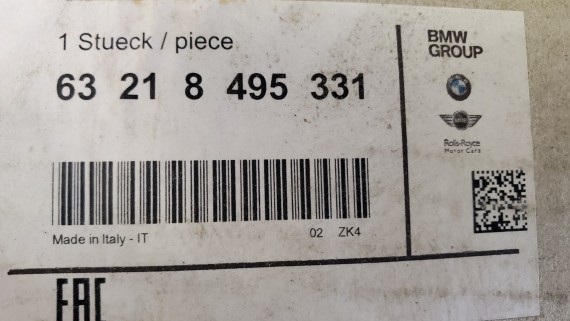 1 Stueck / piece
63 21 8 495 331
Made in Italy - IT
02 ZK4
BMW
GROUP
Rolls-Royce
Motor Cars
EAC